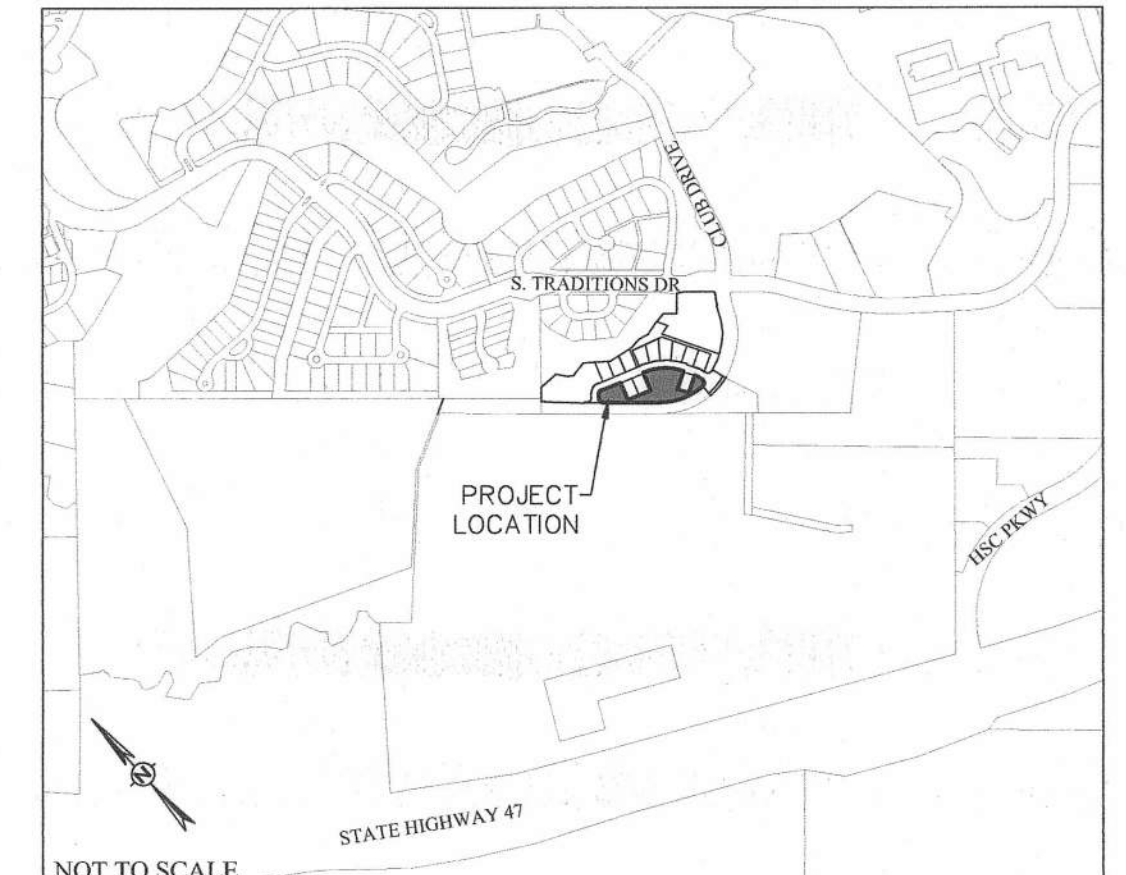 CLUB DRIVE
S. TRADITIONS DR
PROJECT
LOCATION
HSC PKWY
N
STATE HIGHWAY 47
NOT TO SCALE